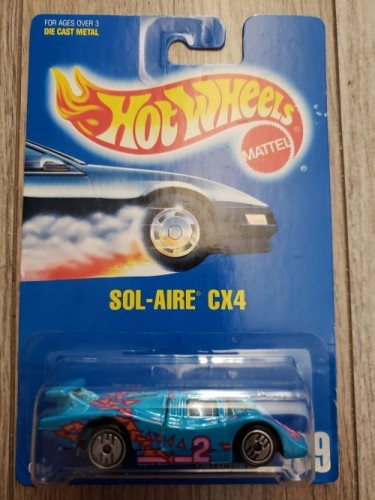 FOR AGES OVER 3
DIE CAST METAL
Hot Wheels
MATTEL
SOL-AIRE® CX4
2
9